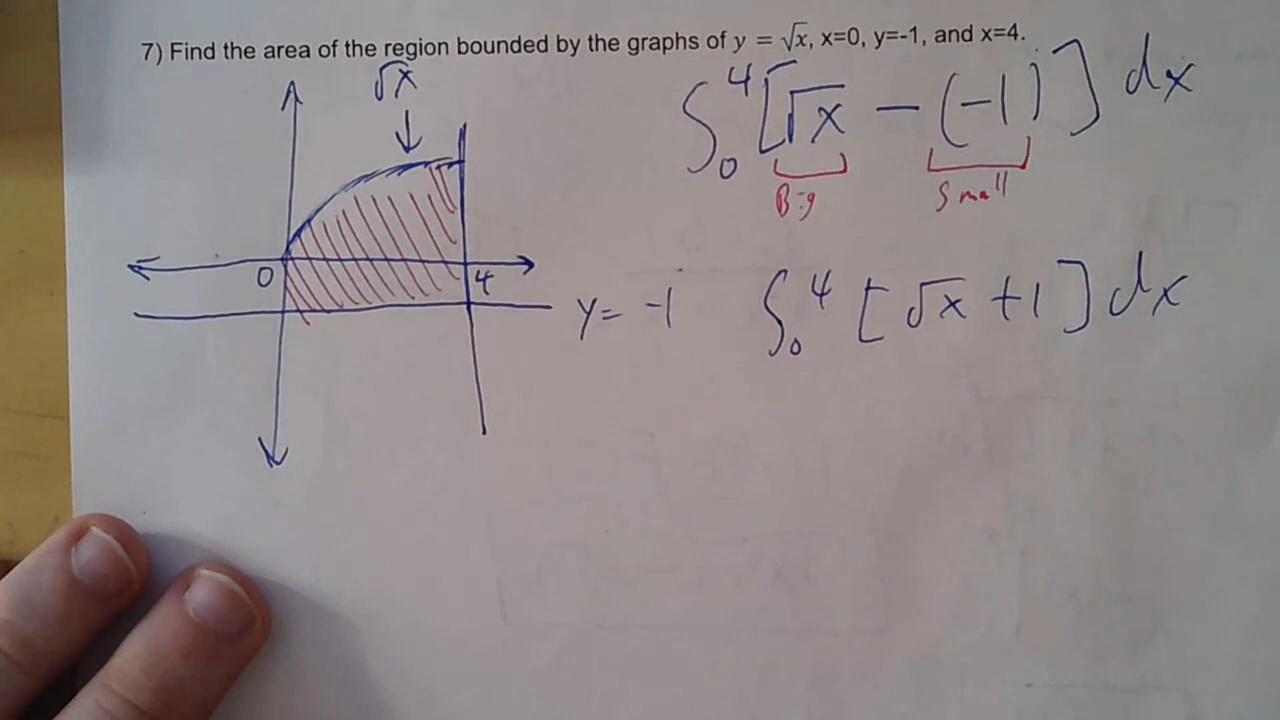 7) Find the area of the region bounded by the graphs of y = √x, x=0, y=-1, and x=4.
√x
∫₀⁴ [√x - (-1)] dx
Big
Small
0
4
y= -1
∫₀⁴ [√x +1] dx